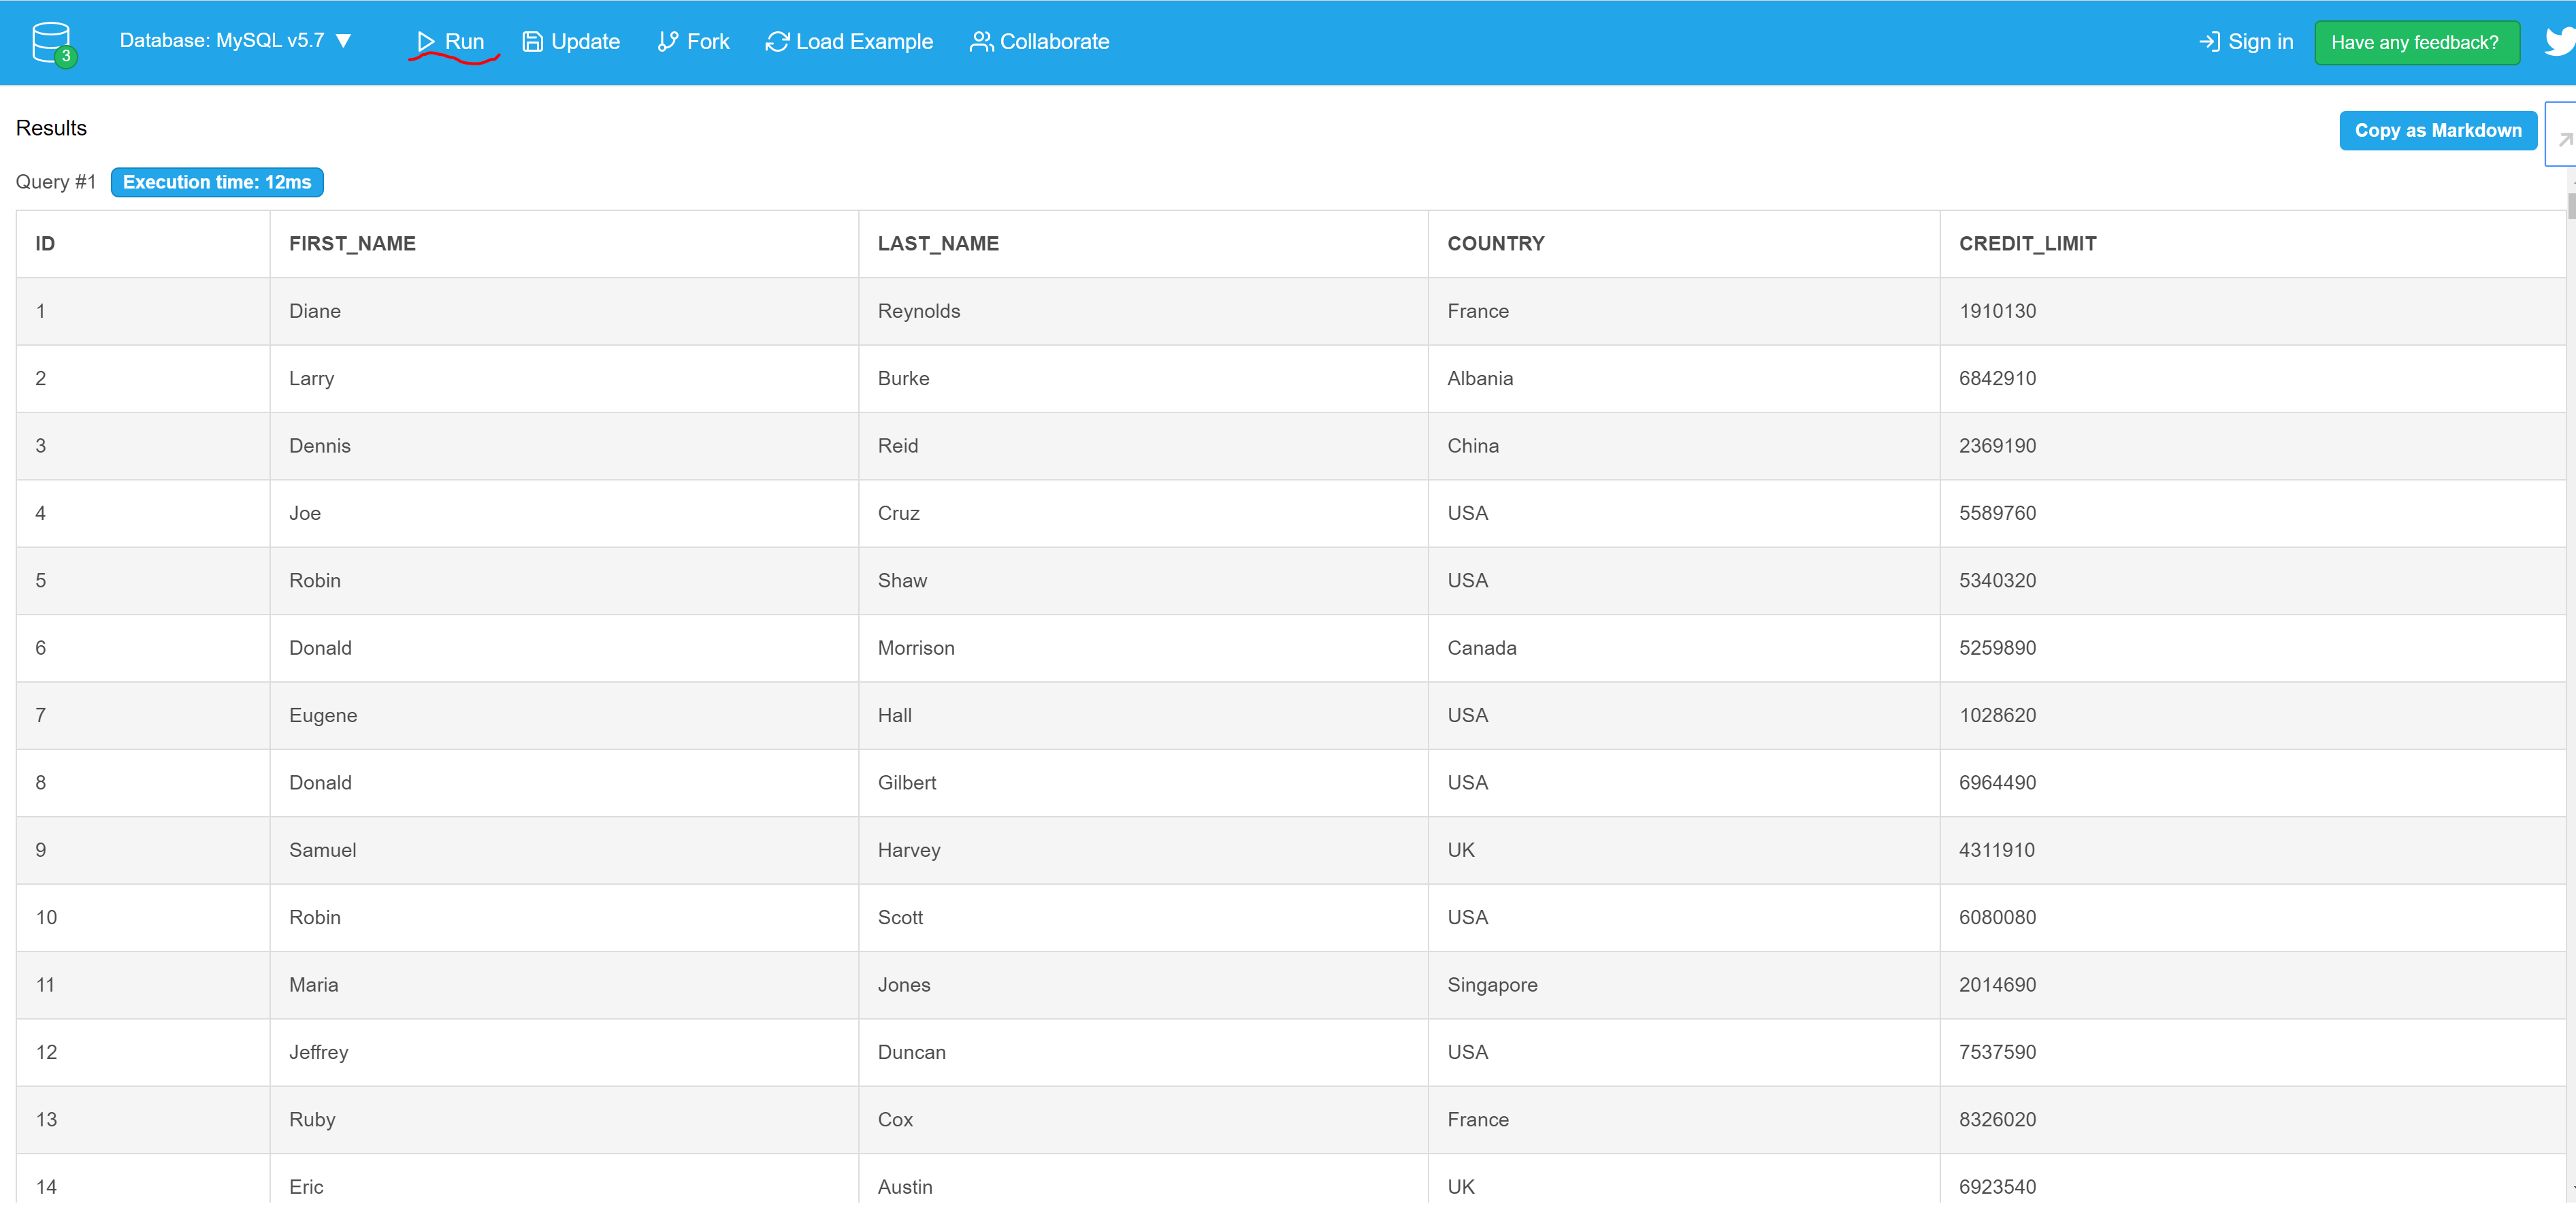 3 Database: MySQL v5.7 ▼ Run Update Fork Load Example Collaborate Sign in Have any feedback?
Results Copy as Markdown
Query #1 Execution time: 12ms
ID FIRST_NAME LAST_NAME COUNTRY CREDIT_LIMIT
1 Diane Reynolds France 1910130
2 Larry Burke Albania 6842910
3 Dennis Reid China 2369190
4 Joe Cruz USA 5589760
5 Robin Shaw USA 5340320
6 Donald Morrison Canada 5259890
7 Eugene Hall USA 1028620
8 Donald Gilbert USA 6964490
9 Samuel Harvey UK 4311910
10 Robin Scott USA 6080080
11 Maria Jones Singapore 2014690
12 Jeffrey Duncan USA 7537590
13 Ruby Cox France 8326020
14 Eric Austin UK 6923540